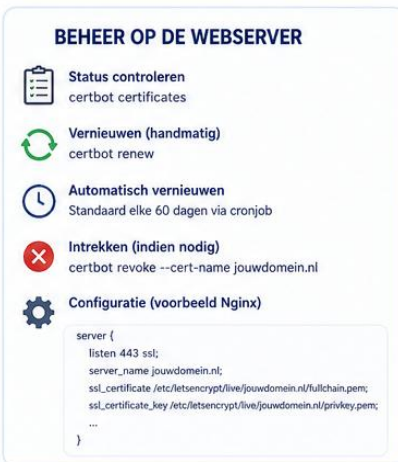 BEHEER OP DE WEBSERVER
Status controleren
certbot certificates
Vernieuwen (handmatig)
certbot renew
Automatisch vernieuwen
Standaard elke 60 dagen via cronjob
Intrekken (indien nodig)
certbot revoke --cert-name jouwdomein.nl
Configuratie (voorbeeld Nginx)
server {
listen 443 ssl;
server_name jouwdomein.nl;
ssl_certificate /etc/letsencrypt/live/jouwdomein.nl/fullchain.pem;
ssl_certificate_key /etc/letsencrypt/live/jouwdomein.nl/privkey.pem;
...
}